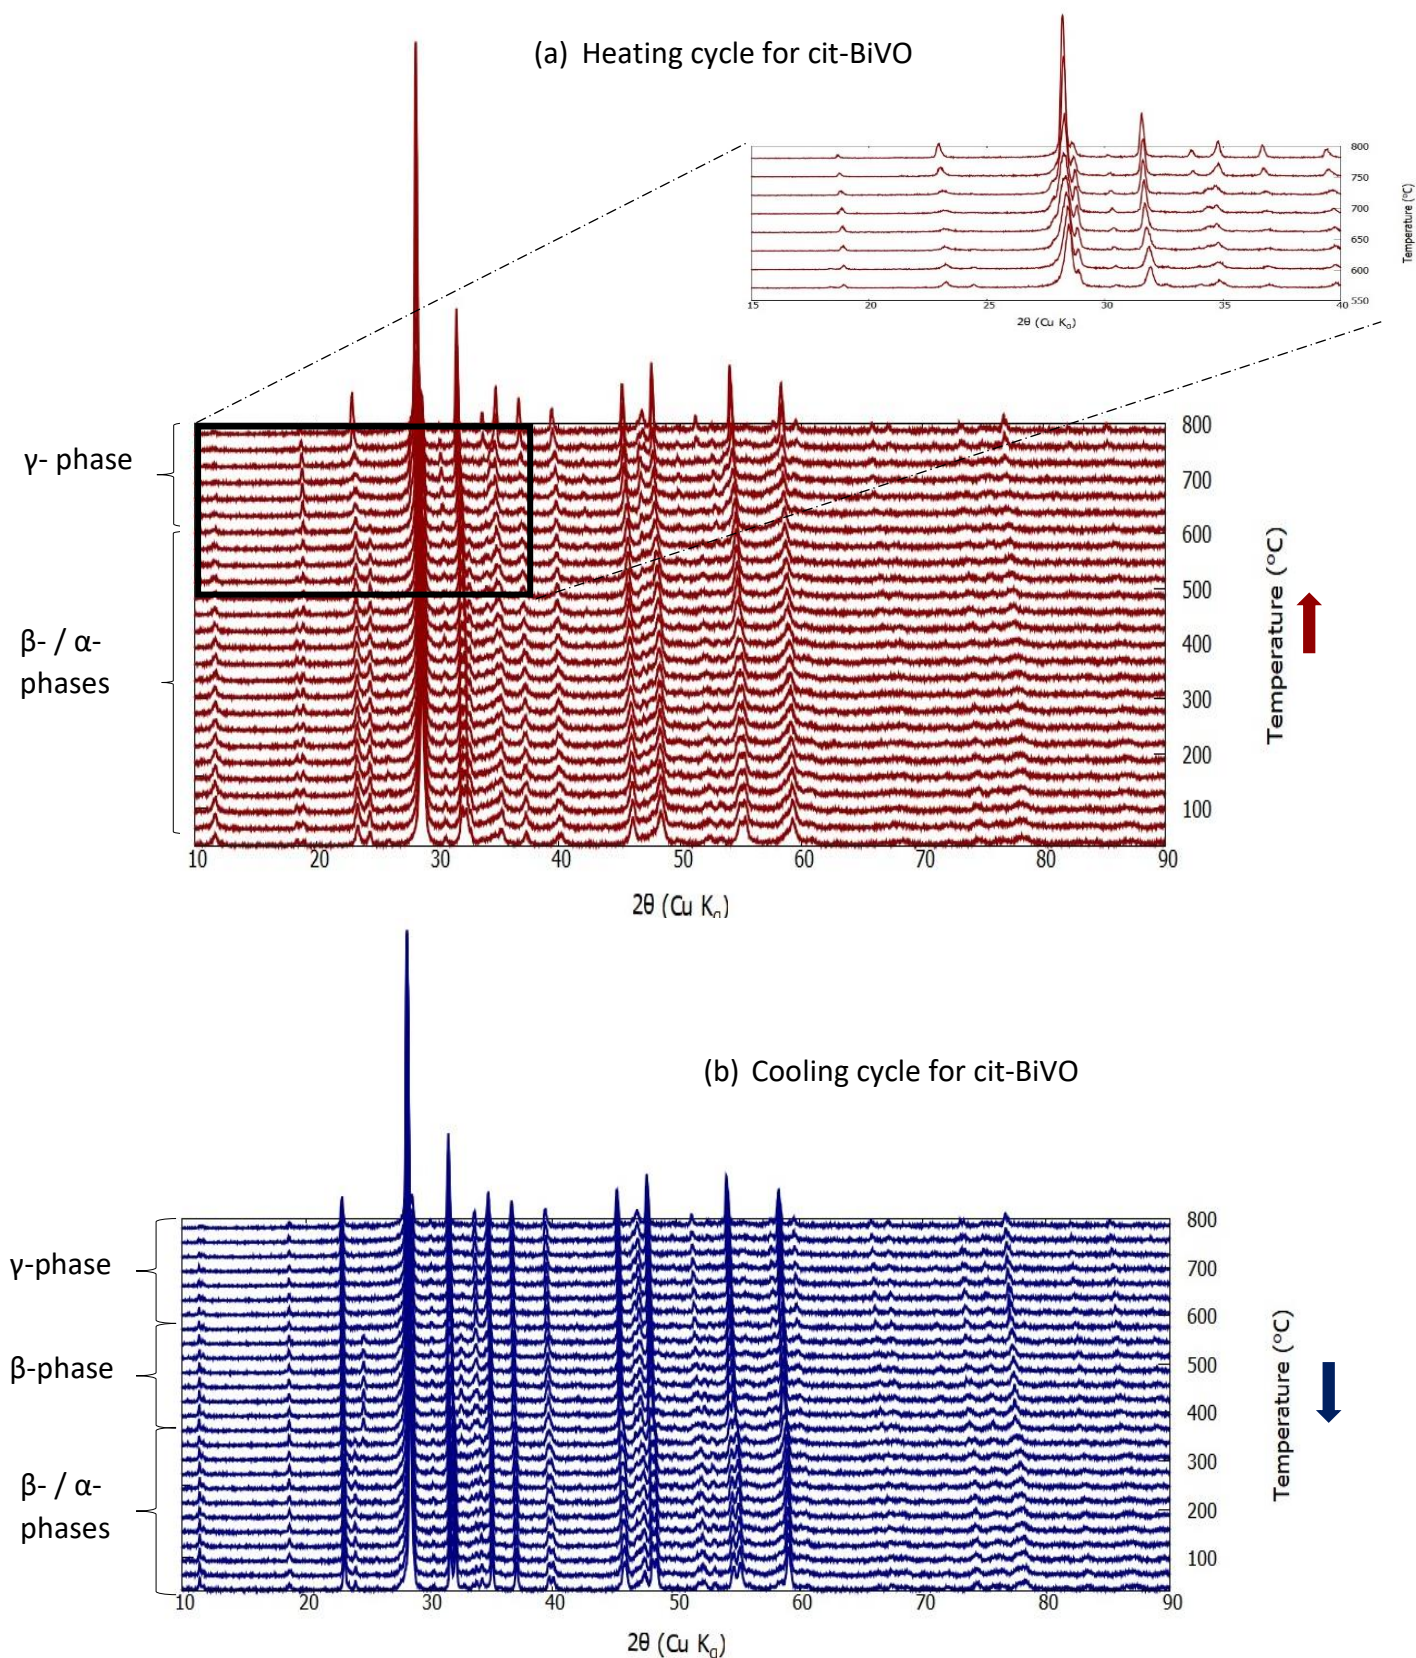 (a) Heating cycle for cit-BiVO
800
750
700
650
600
550
Temperature (°C)
15 20 25 30 35 40
2θ (Cu Kα)
γ- phase
β- / α-
phases
800
700
600
500
400
300
200
100
Temperature (°C)
10 20 30 40 50 60 70 80 90
2θ (Cu Kα)
(b) Cooling cycle for cit-BiVO
γ-phase
β-phase
β- / α-
phases
800
700
600
500
400
300
200
100
Temperature (°C)
10 20 30 40 50 60 70 80 90
2θ (Cu Kα)